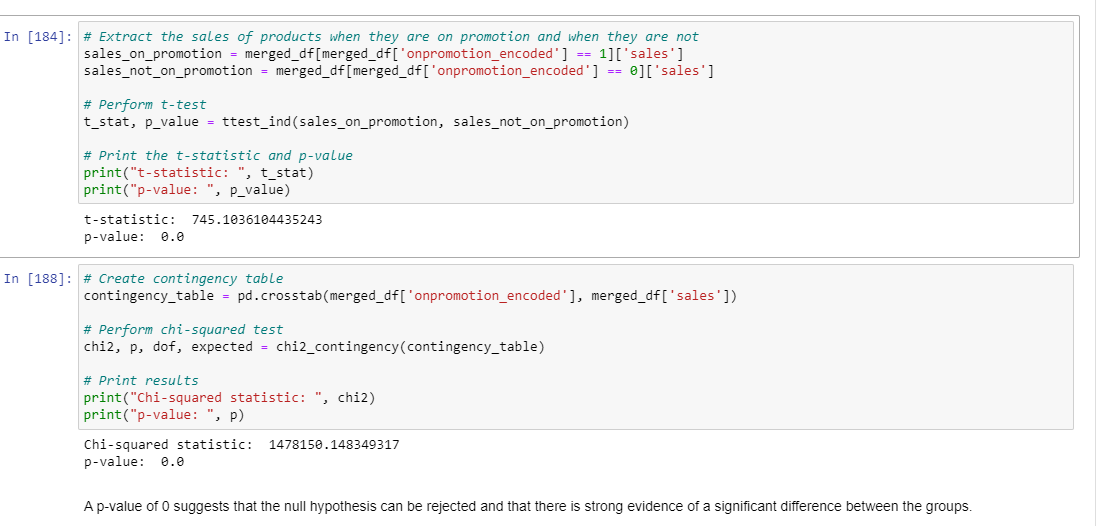 In [184]: # Extract the sales of products when they are on promotion and when they are not
sales_on_promotion = merged_df[merged_df['onpromotion_encoded'] == 1]['sales']
sales_not_on_promotion = merged_df[merged_df['onpromotion_encoded'] == 0]['sales']
# Perform t-test
t_stat, p_value = ttest_ind(sales_on_promotion, sales_not_on_promotion)
# Print the t-statistic and p-value
print("t-statistic: ", t_stat)
print("p-value: ", p_value)
t-statistic:  745.1036104435243
p-value:  0.0
In [188]: # Create contingency table
contingency_table = pd.crosstab(merged_df['onpromotion_encoded'], merged_df['sales'])
# Perform chi-squared test
chi2, p, dof, expected = chi2_contingency(contingency_table)
# Print results
print("Chi-squared statistic: ", chi2)
print("p-value: ", p)
Chi-squared statistic:  1478150.148349317
p-value:  0.0
A p-value of 0 suggests that the null hypothesis can be rejected and that there is strong evidence of a significant difference between the groups.